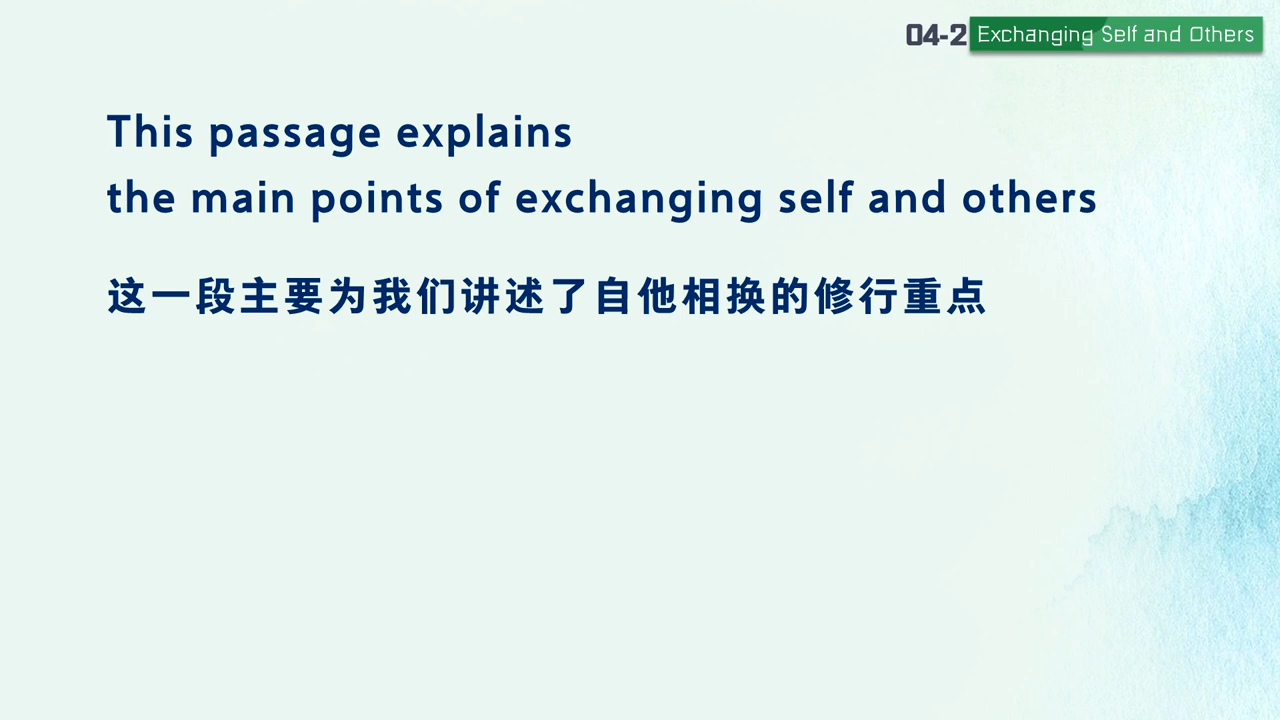 04-2 Exchanging Self and Others
This passage explains
the main points of exchanging self and others
这一段主要为我们讲述了自他相换的修行重点